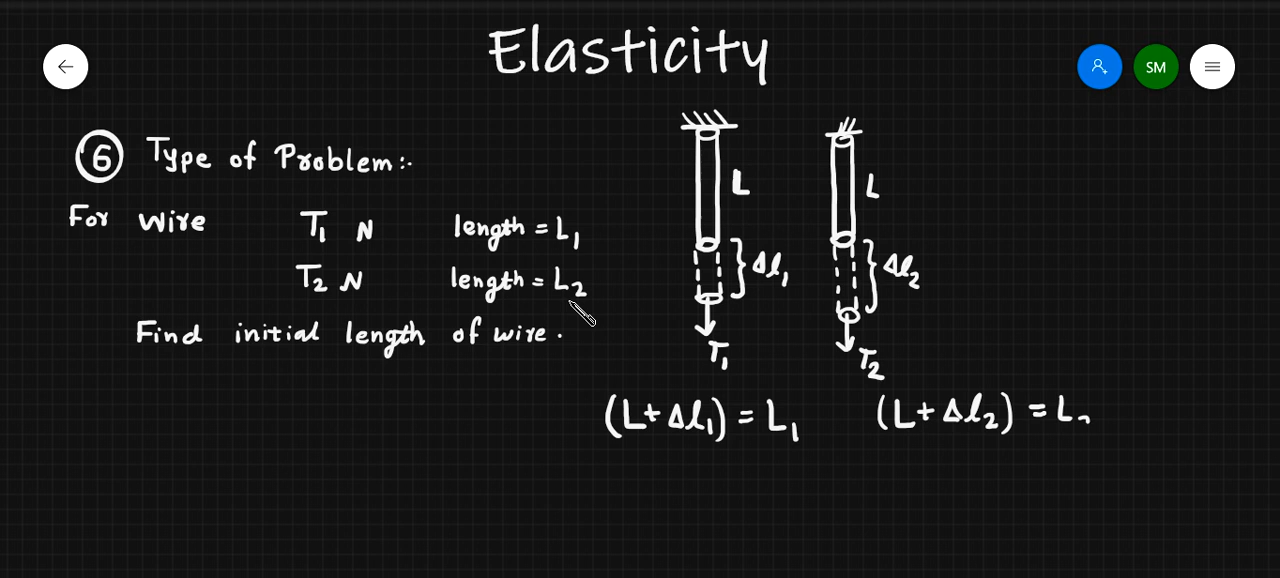 Elasticity
SM
6 Type of Problem:-
For wire T1 N length = L1
T2 N length = L2
Find initial length of wire.
L
Δl1
T1
L
Δl2
T2
(L+Δl1) = L1
(L+Δl2) = L2